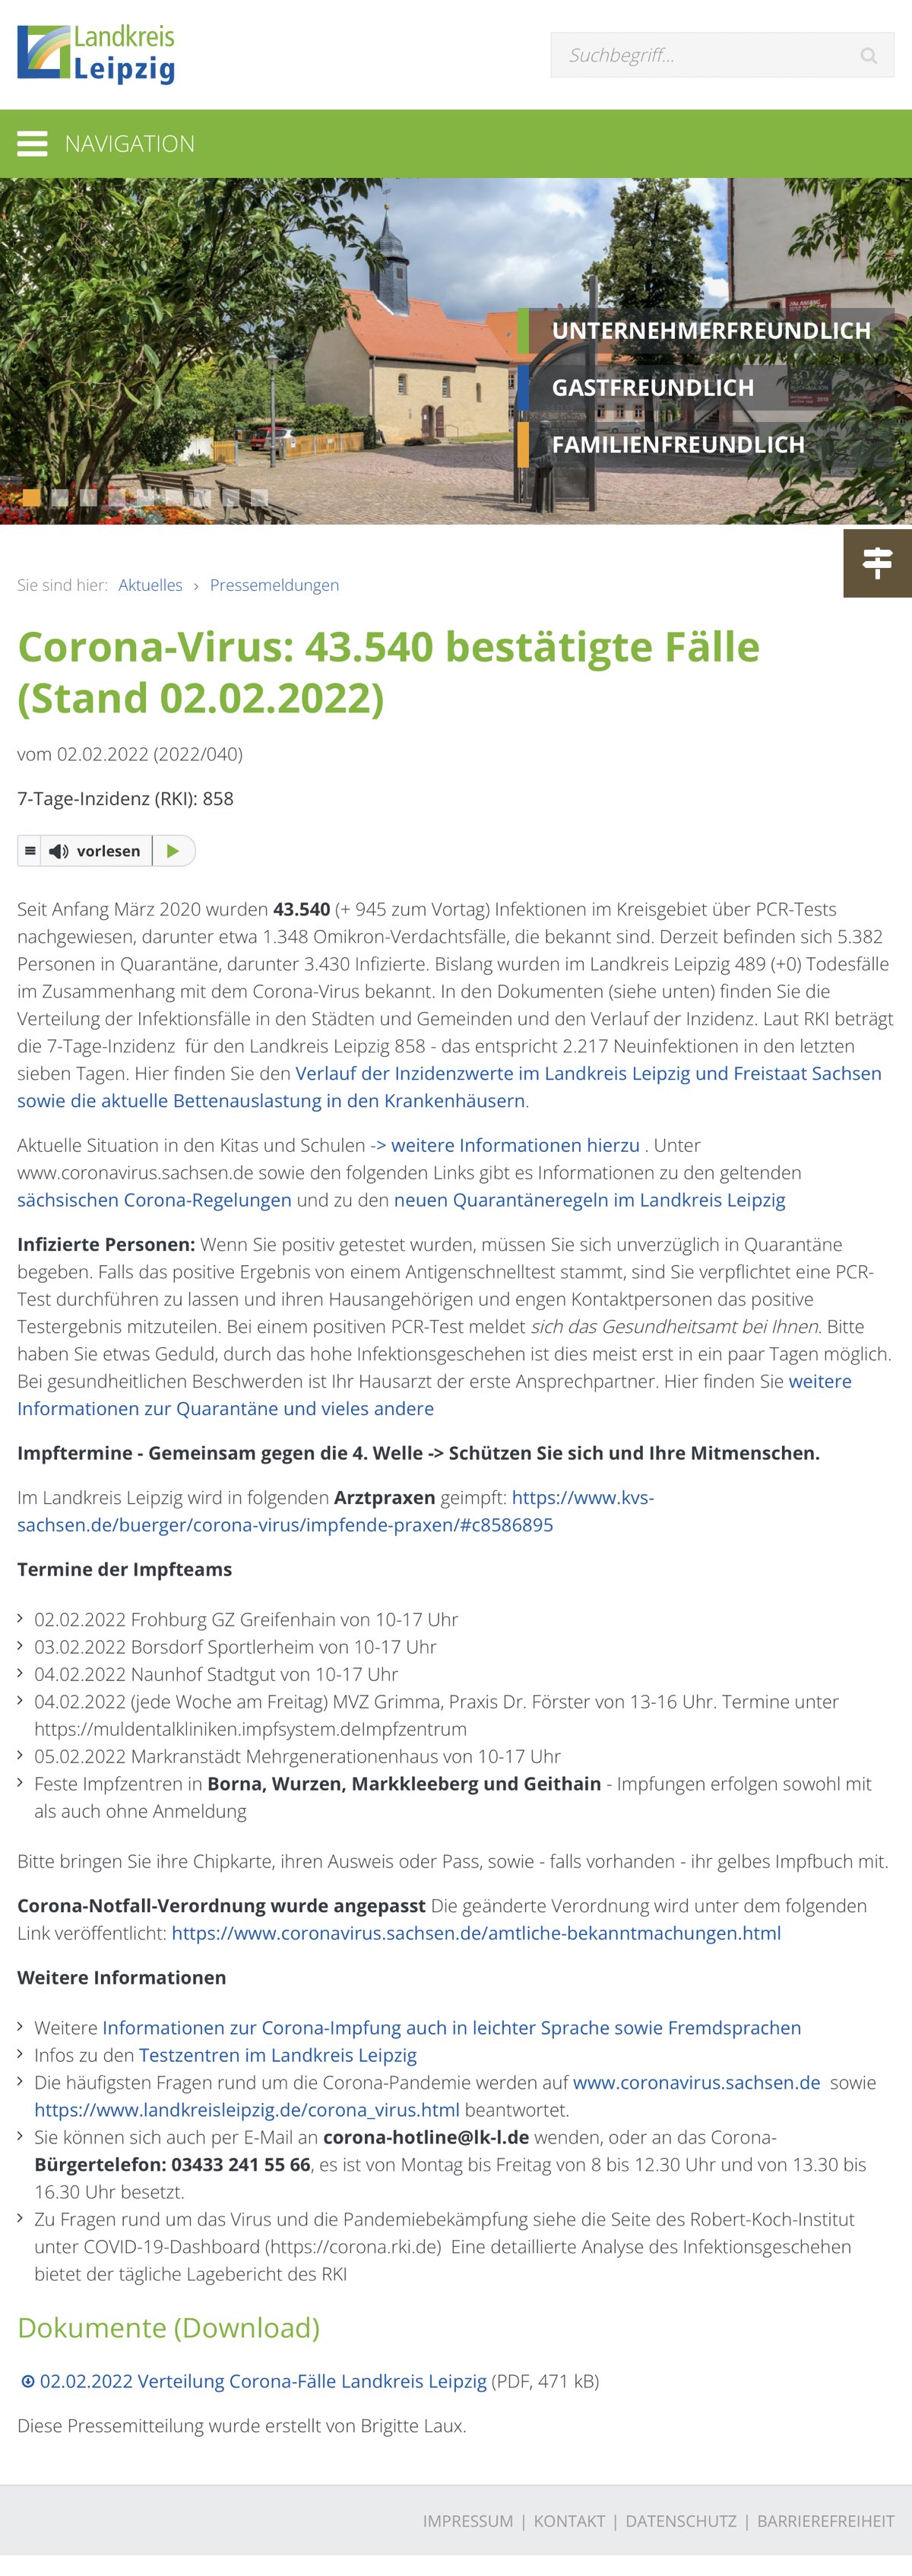 Landkreis
Leipzig
Suchbegriff...
NAVIGATION
UNTERNEHMERFREUNDLICH
GASTFREUNDLICH
FAMILIENFREUNDLICH
Sie sind hier: Aktuelles › Pressemeldungen
Corona-Virus: 43.540 bestätigte Fälle
(Stand 02.02.2022)
vom 02.02.2022 (2022/040)
7-Tage-Inzidenz (RKI): 858
vorlesen
Seit Anfang März 2020 wurden 43.540 (+ 945 zum Vortag) Infektionen im Kreisgebiet über PCR-Tests
nachgewiesen, darunter etwa 1.348 Omikron-Verdachtsfälle, die bekannt sind. Derzeit befinden sich 5.382
Personen in Quarantäne, darunter 3.430 Infizierte. Bislang wurden im Landkreis Leipzig 489 (+0) Todesfälle
im Zusammenhang mit dem Corona-Virus bekannt. In den Dokumenten (siehe unten) finden Sie die
Verteilung der Infektionsfälle in den Städten und Gemeinden und den Verlauf der Inzidenz. Laut RKI beträgt
die 7-Tage-Inzidenz für den Landkreis Leipzig 858 - das entspricht 2.217 Neuinfektionen in den letzten
sieben Tagen. Hier finden Sie den Verlauf der Inzidenzwerte im Landkreis Leipzig und Freistaat Sachsen
sowie die aktuelle Bettenauslastung in den Krankenhäusern.
Aktuelle Situation in den Kitas und Schulen -> weitere Informationen hierzu . Unter
www.coronavirus.sachsen.de sowie den folgenden Links gibt es Informationen zu den geltenden
sächsischen Corona-Regelungen und zu den neuen Quarantäneregeln im Landkreis Leipzig
Infizierte Personen: Wenn Sie positiv getestet wurden, müssen Sie sich unverzüglich in Quarantäne
begeben. Falls das positive Ergebnis von einem Antigenschnelltest stammt, sind Sie verpflichtet eine PCR-
Test durchführen zu lassen und ihren Hausangehörigen und engen Kontaktpersonen das positive
Testergebnis mitzuteilen. Bei einem positiven PCR-Test meldet sich das Gesundheitsamt bei Ihnen. Bitte
haben Sie etwas Geduld, durch das hohe Infektionsgeschehen ist dies meist erst in ein paar Tagen möglich.
Bei gesundheitlichen Beschwerden ist Ihr Hausarzt der erste Ansprechpartner. Hier finden Sie weitere
Informationen zur Quarantäne und vieles andere
Impftermine - Gemeinsam gegen die 4. Welle -> Schützen Sie sich und Ihre Mitmenschen.
Im Landkreis Leipzig wird in folgenden Arztpraxen geimpft: https://www.kvs-
sachsen.de/buerger/corona-virus/impfende-praxen/#c8586895
Termine der Impfteams
› 02.02.2022 Frohburg GZ Greifenhain von 10-17 Uhr
› 03.02.2022 Borsdorf Sportlerheim von 10-17 Uhr
› 04.02.2022 Naunhof Stadtgut von 10-17 Uhr
› 04.02.2022 (jede Woche am Freitag) MVZ Grimma, Praxis Dr. Förster von 13-16 Uhr. Termine unter
https://muldentalkliniken.impfsystem.deImpfzentrum
› 05.02.2022 Markranstädt Mehrgenerationenhaus von 10-17 Uhr
› Feste Impfzentren in Borna, Wurzen, Markkleeberg und Geithain - Impfungen erfolgen sowohl mit
als auch ohne Anmeldung
Bitte bringen Sie ihre Chipkarte, ihren Ausweis oder Pass, sowie - falls vorhanden - ihr gelbes Impfbuch mit.
Corona-Notfall-Verordnung wurde angepasst Die geänderte Verordnung wird unter dem folgenden
Link veröffentlicht: https://www.coronavirus.sachsen.de/amtliche-bekanntmachungen.html
Weitere Informationen
› Weitere Informationen zur Corona-Impfung auch in leichter Sprache sowie Fremdsprachen
› Infos zu den Testzentren im Landkreis Leipzig
› Die häufigsten Fragen rund um die Corona-Pandemie werden auf www.coronavirus.sachsen.de sowie
https://www.landkreisleipzig.de/corona_virus.html beantwortet.
› Sie können sich auch per E-Mail an corona-hotline@lk-l.de wenden, oder an das Corona-
Bürgertelefon: 03433 241 55 66, es ist von Montag bis Freitag von 8 bis 12.30 Uhr und von 13.30 bis
16.30 Uhr besetzt.
› Zu Fragen rund um das Virus und die Pandemiebekämpfung siehe die Seite des Robert-Koch-Institut
unter COVID-19-Dashboard (https://corona.rki.de) Eine detaillierte Analyse des Infektionsgeschehen
bietet der tägliche Lagebericht des RKI
Dokumente (Download)
02.02.2022 Verteilung Corona-Fälle Landkreis Leipzig (PDF, 471 kB)
Diese Pressemitteilung wurde erstellt von Brigitte Laux.
IMPRESSUM | KONTAKT | DATENSCHUTZ | BARRIEREFREIHEIT